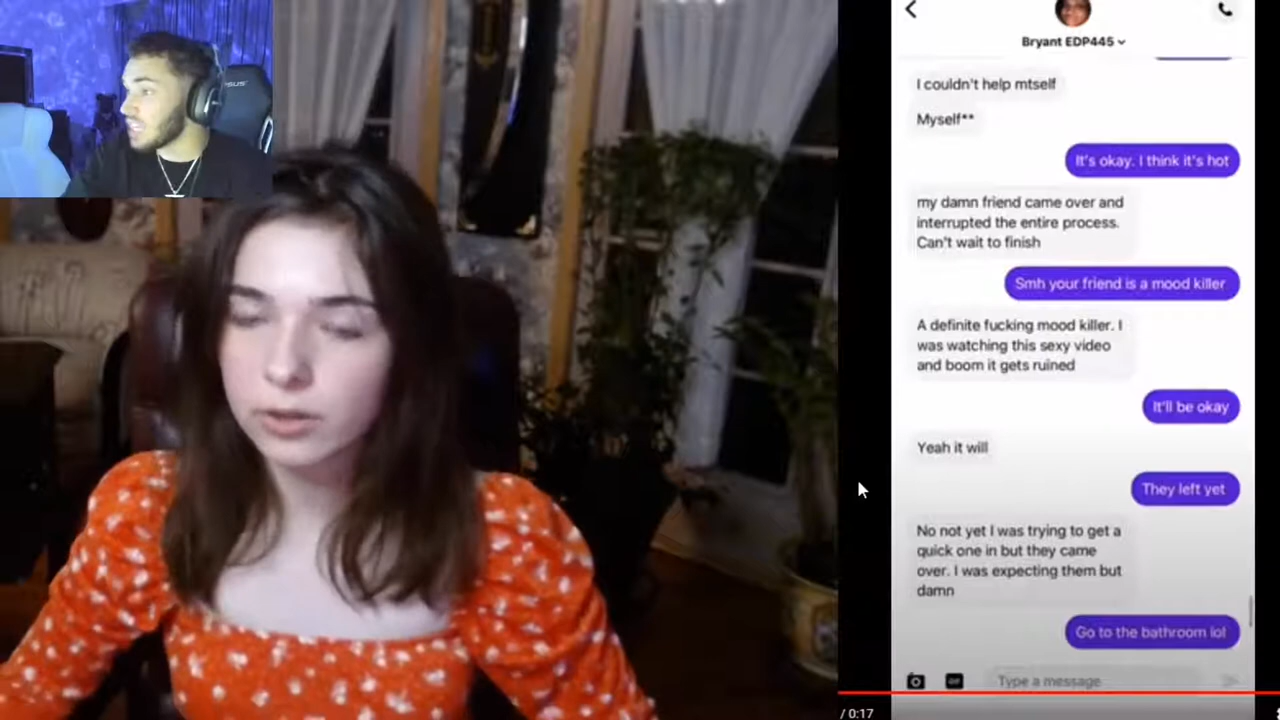 SUS
Bryant EDP445
I couldn't help mtself
Myself**
It's okay. I think it's hot
my damn friend came over and
interrupted the entire process.
Can't wait to finish
Smh your friend is a mood killer
A definite fucking mood killer. I
was watching this sexy video
and boom it gets ruined
It'll be okay
Yeah it will
They left yet
No not yet I was trying to get a
quick one in but they came
over. I was expecting them but
damn
Go to the bathroom lol
GIF
Type a message
/ 0:17